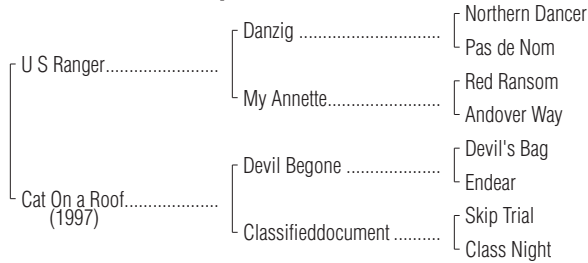 Northern Dancer
Danzig ..............................
Pas de Nom
U S Ranger........................
Red Ransom
My Annette........................
Andover Way
Devil's Bag
Devil Begone ....................
Endear
Cat On a Roof....................
(1997)
Skip Trial
Classifieddocument ..........
Class Night